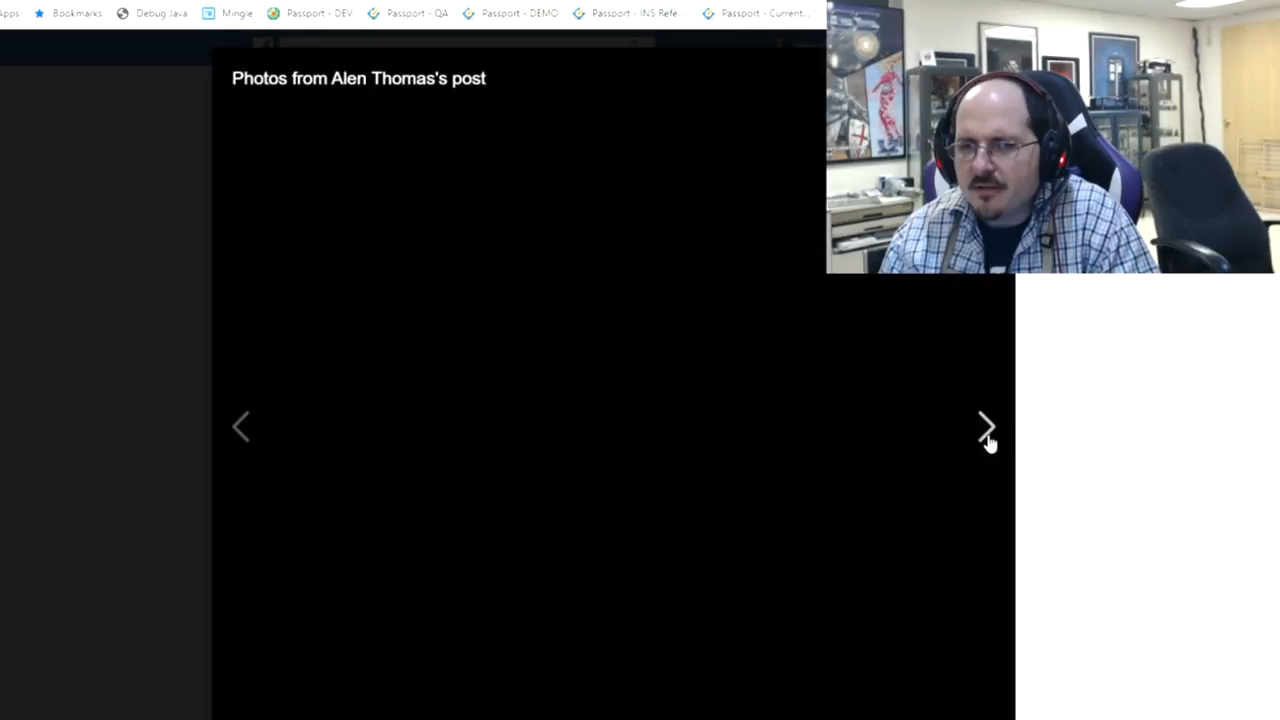 Apps Bookmarks Debug Java Mingle Passport - DEV Passport - QA Passport - DEMO Passport - INS Refe... Passport - Current...
Photos from Alen Thomas's post